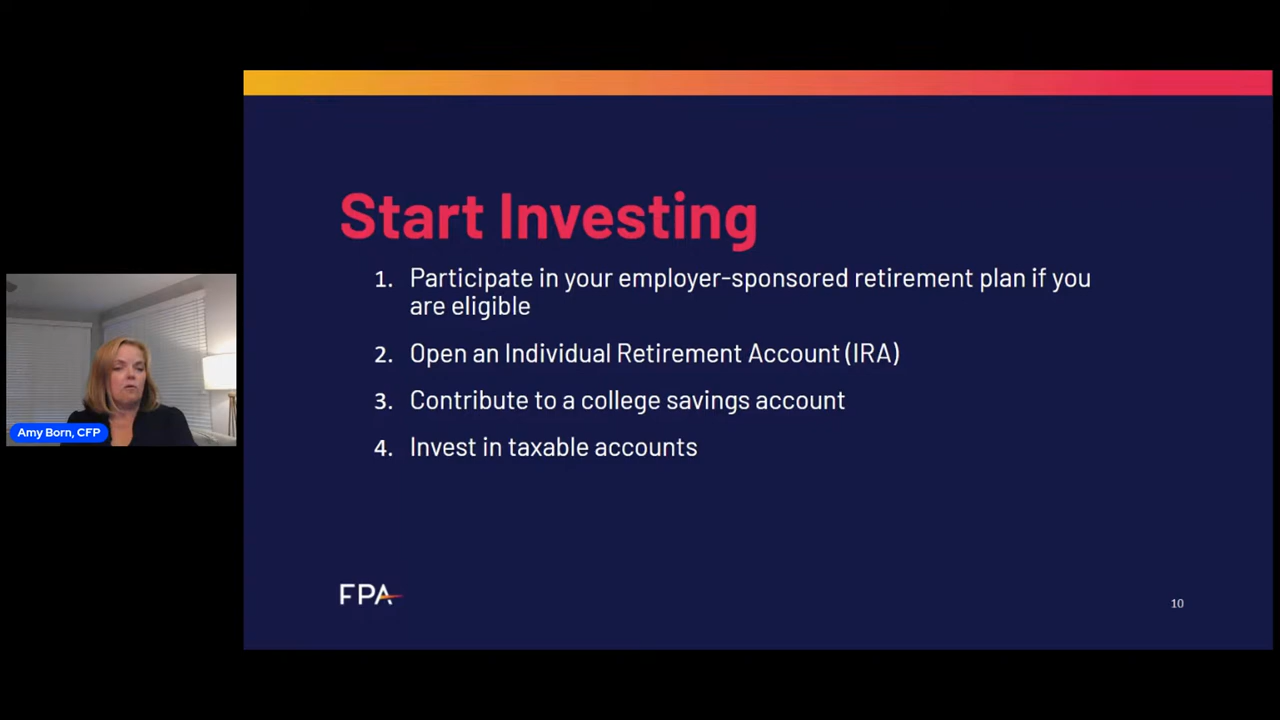 Start Investing
1. Participate in your employer-sponsored retirement plan if you
are eligible
2. Open an Individual Retirement Account (IRA)
3. Contribute to a college savings account
4. Invest in taxable accounts
Amy Born, CFP
FPA
10